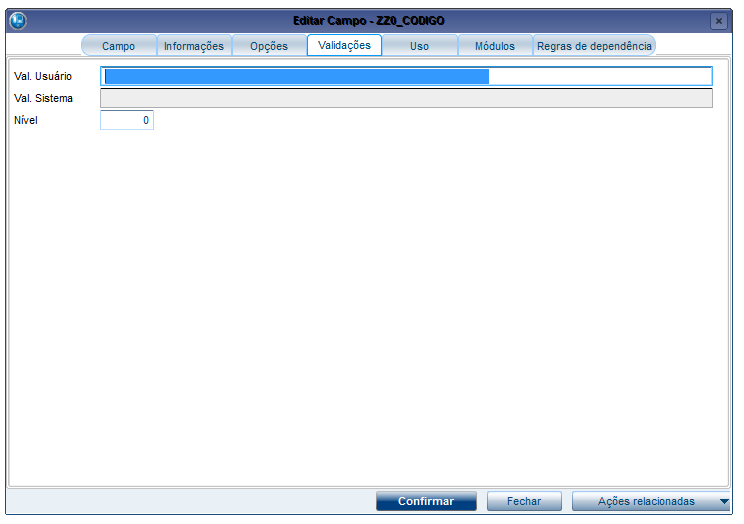 Editar Campo - ZZ0_CODIGO
Campo Informações Opções Validações Uso Módulos Regras de dependência
Val. Usuário
Val. Sistema
Nível 0
Confirmar Fechar Ações relacionadas